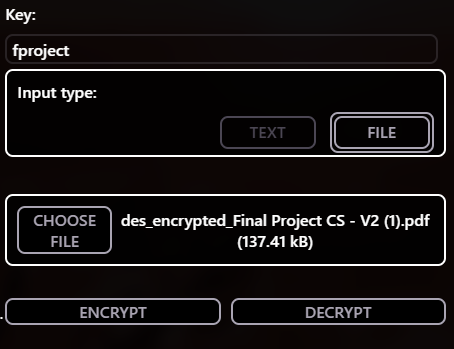 Key:
fproject
Input type:
TEXT
FILE
CHOOSE
FILE
des_encrypted_Final Project CS - V2 (1).pdf
(137.41 kB)
ENCRYPT
DECRYPT